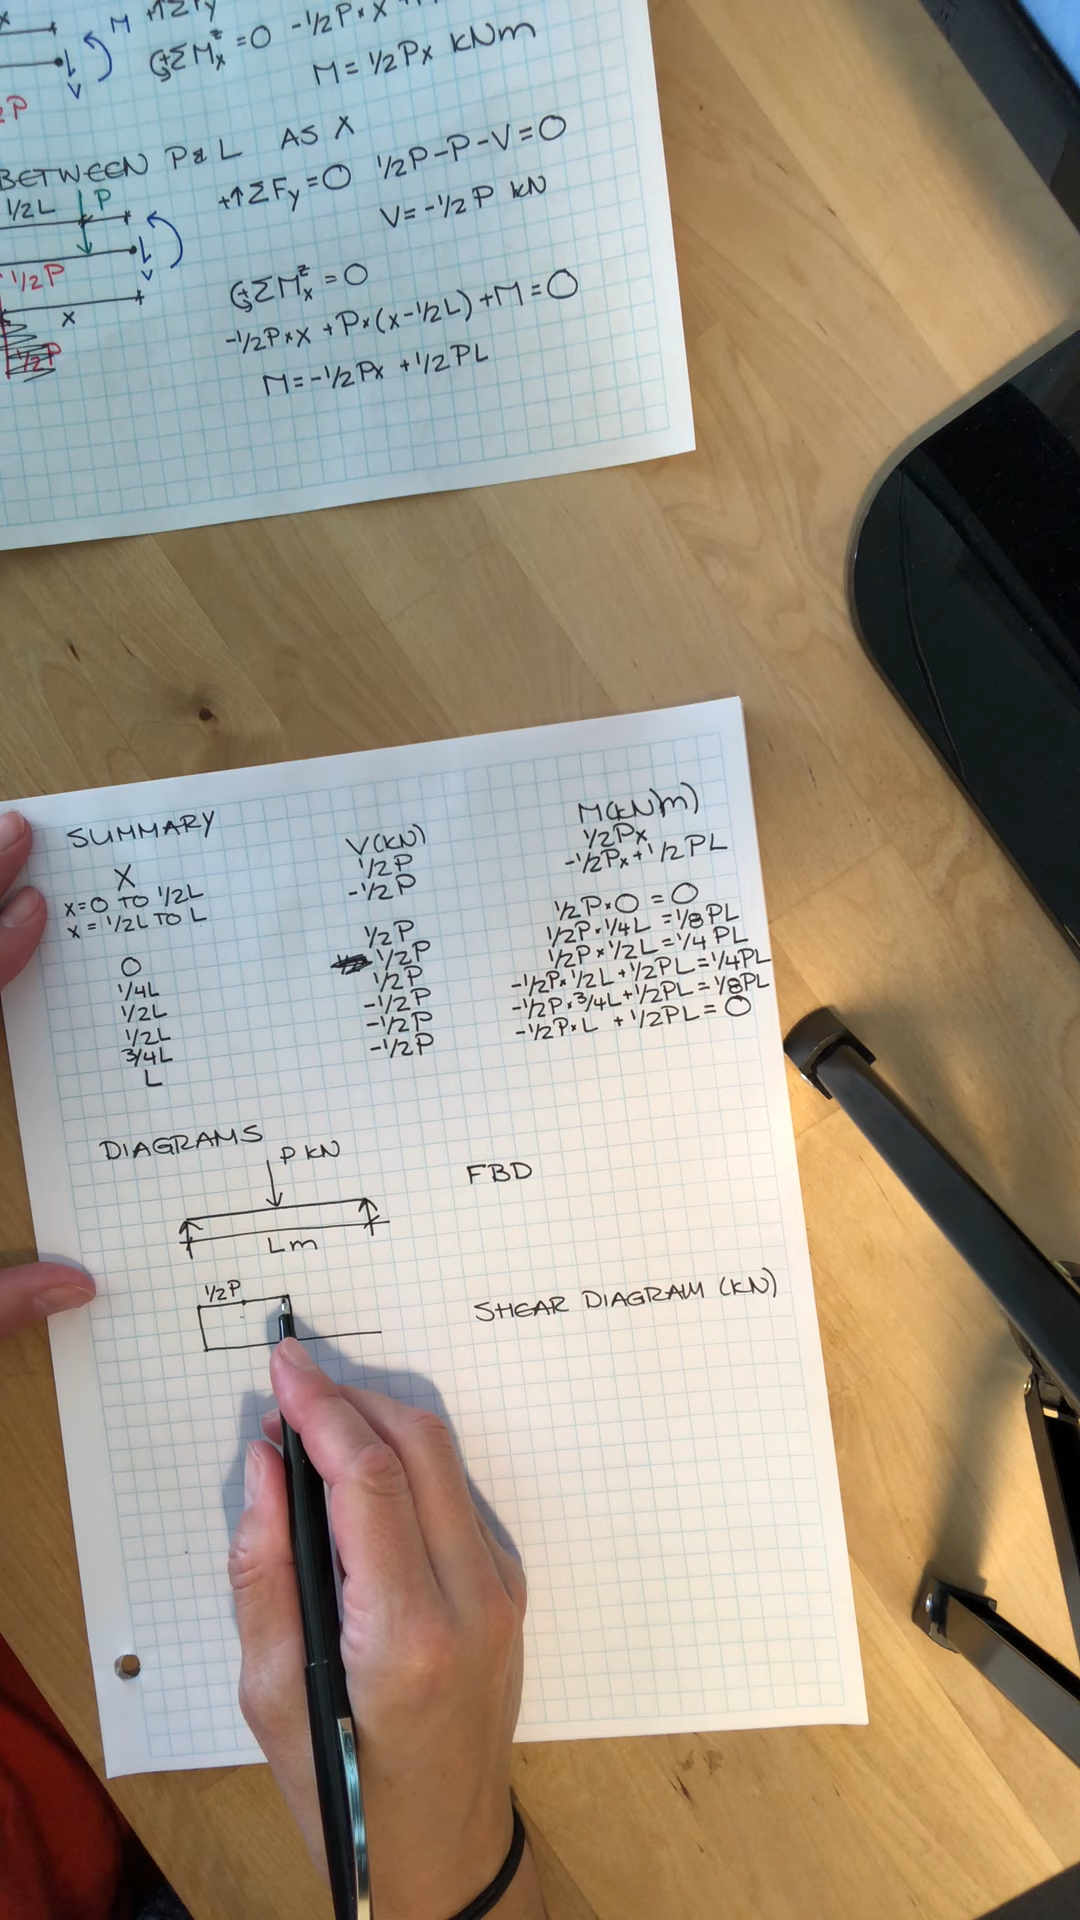 x M +↑ΣFy
V
↺+ΣMxᶻ=0 -½P×x
M=½Px kNm
BETWEEN P&L AS X
½L P +↑ΣFy=0 ½P-P-V=0
V=-½P kN
½P V
x
½P
↺+ΣMxᶻ=0
-½P×x +P×(x-½L)+M=0
M=-½Px +½PL
SUMMARY
X V(kN) M(kN)m)
x=0 TO ½L ½P ½Px
x=½L TO L -½P -½Px+½PL
0 ½P ½P×0=0
¼L ½P ½P×¼L=⅛PL
½L ½P ½P×½L=¼PL
½L -½P -½P×½L+½PL=¼PL
¾L -½P -½P×¾L+½PL=⅛PL
L -½P -½P×L +½PL=0
DIAGRAMS
P kN
FBD
Lm
½P
SHEAR DIAGRAM (kN)